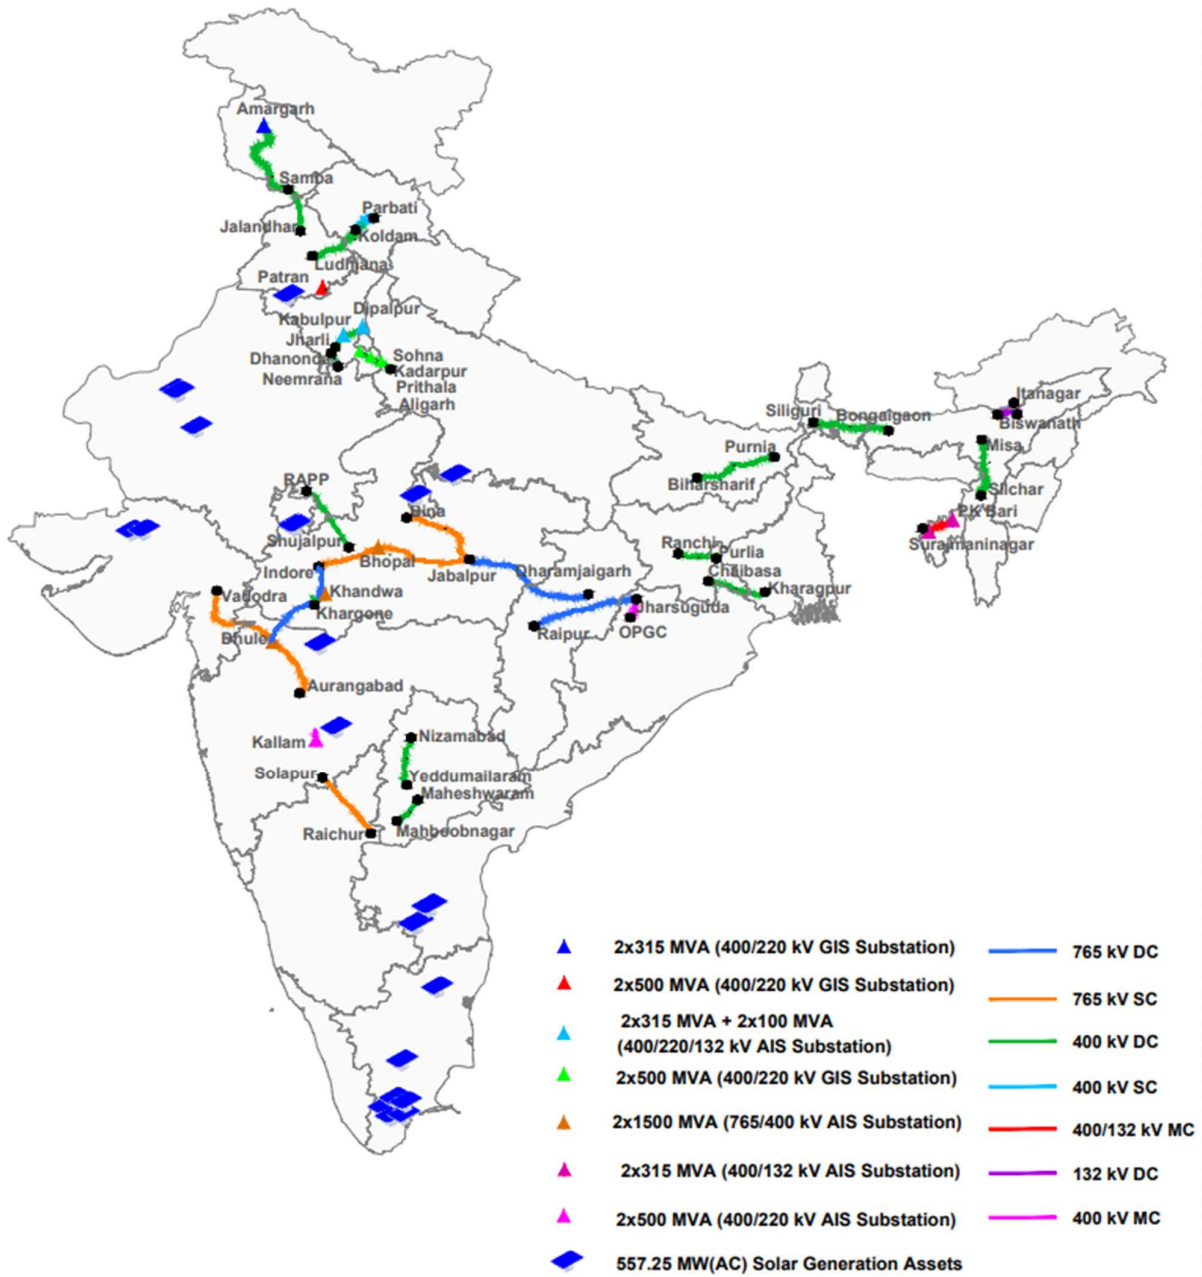 Amargarh
Samba
Jalandhar
Parbati
Koldam
Ludhiana
Patran
Dipalpur
Kabulpur
Jharli
Dhanonda
Neemrana
Sohna
Kadarpur
Prithala
Aligarh
Itanagar
Biswanath
Siliguri
Bongaigaon
Misa
Purnia
Biharsharif
Silchar
PK Bari
Surajmaninagar
RAPP
Bina
Shujalpur
Indore
Bhopal
Jabalpur
Dharamjaigarh
Ranchi
Purlia
Chaibasa
Kharagpur
Vadodra
Khandwa
Khargone
Jharsuguda
OPGC
Raipur
Dhule
Aurangabad
Kallam
Nizamabad
Solapur
Yeddumailaram
Maheshwaram
Raichur
Mahboobnagar
2x315 MVA (400/220 kV GIS Substation)
2x500 MVA (400/220 kV GIS Substation)
2x315 MVA + 2x100 MVA
(400/220/132 kV AIS Substation)
2x500 MVA (400/220 kV GIS Substation)
2x1500 MVA (765/400 kV AIS Substation)
2x315 MVA (400/132 kV AIS Substation)
2x500 MVA (400/220 kV AIS Substation)
557.25 MW(AC) Solar Generation Assets
765 kV DC
765 kV SC
400 kV DC
400 kV SC
400/132 kV MC
132 kV DC
400 kV MC